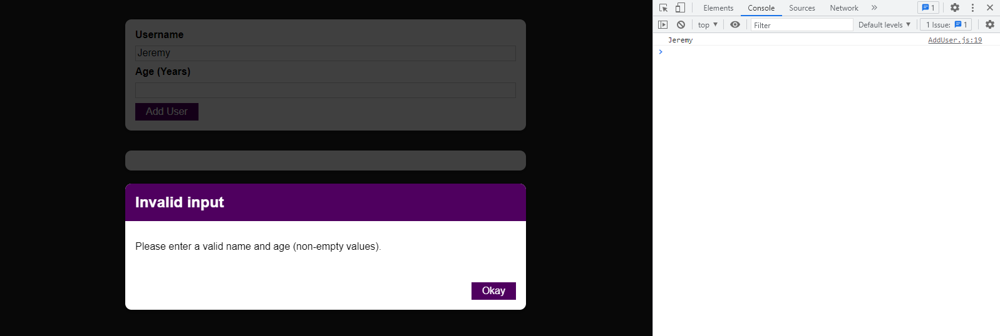 Username
Jeremy
Age (Years)
Add User
Invalid input
Please enter a valid name and age (non-empty values).
Okay
Elements Console Sources Network » 1
top ▼ Filter Default levels ▼ 1 Issue: 1
Jeremy AddUser.js:19
>